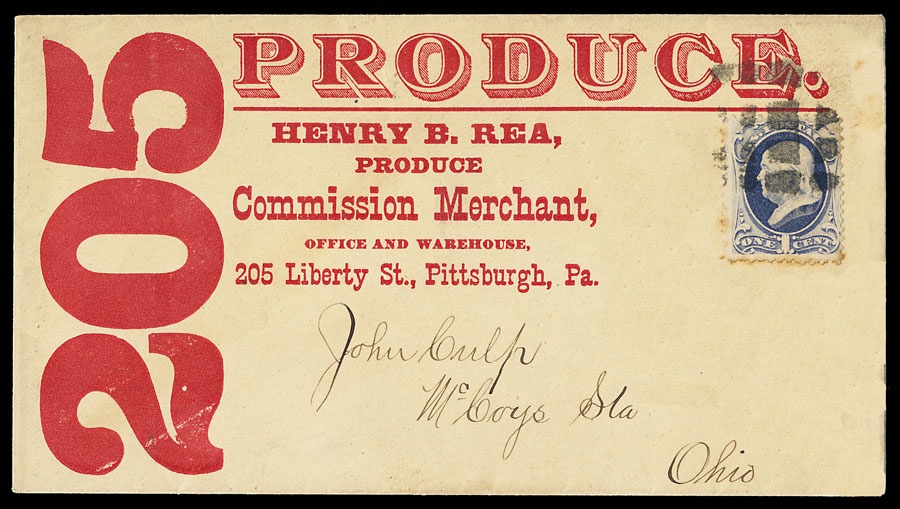 205
PRODUCE.
HENRY B. REA,
PRODUCE
Commission Merchant,
OFFICE AND WAREHOUSE,
205 Liberty St., Pittsburgh, Pa.
ONE 1 CENT
John Culp
McCoys Sta
Ohio